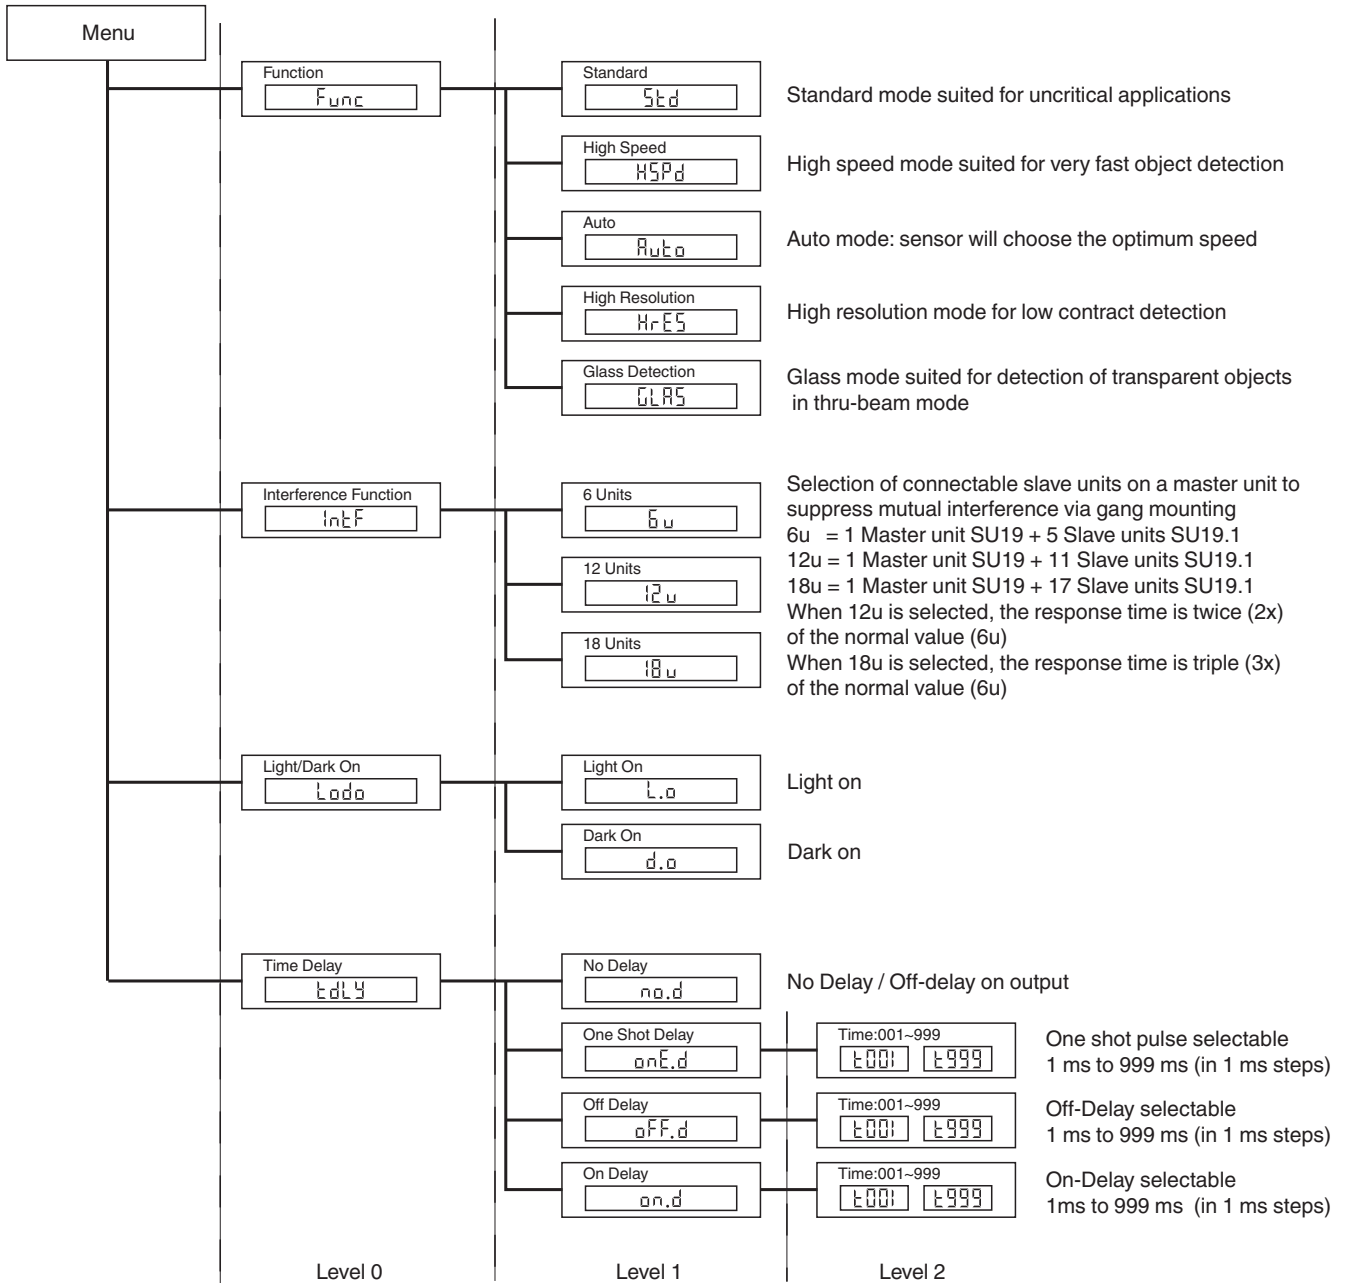 Menu
Function
Func
Standard
Std
Standard mode suited for uncritical applications
High Speed
HSPd
High speed mode suited for very fast object detection
Auto
Auto
Auto mode: sensor will choose the optimum speed
High Resolution
HrES
High resolution mode for low contract detection
Glass Detection
GLAS
Glass mode suited for detection of transparent objects
in thru-beam mode
Interference Function
IntF
6 Units
6u
12 Units
12u
18 Units
18u
Selection of connectable slave units on a master unit to
suppress mutual interference via gang mounting
6u = 1 Master unit SU19 + 5 Slave units SU19.1
12u = 1 Master unit SU19 + 11 Slave units SU19.1
18u = 1 Master unit SU19 + 17 Slave units SU19.1
When 12u is selected, the response time is twice (2x)
of the normal value (6u)
When 18u is selected, the response time is triple (3x)
of the normal value (6u)
Light/Dark On
Lodo
Light On
L.o
Light on
Dark On
d.o
Dark on
Time Delay
tdLY
No Delay
no.d
No Delay / Off-delay on output
One Shot Delay
onE.d
Time:001~999
t001 t999
One shot pulse selectable
1 ms to 999 ms (in 1 ms steps)
Off Delay
oFF.d
Time:001~999
t001 t999
Off-Delay selectable
1 ms to 999 ms (in 1 ms steps)
On Delay
on.d
Time:001~999
t001 t999
On-Delay selectable
1ms to 999 ms (in 1 ms steps)
Level 0 Level 1 Level 2